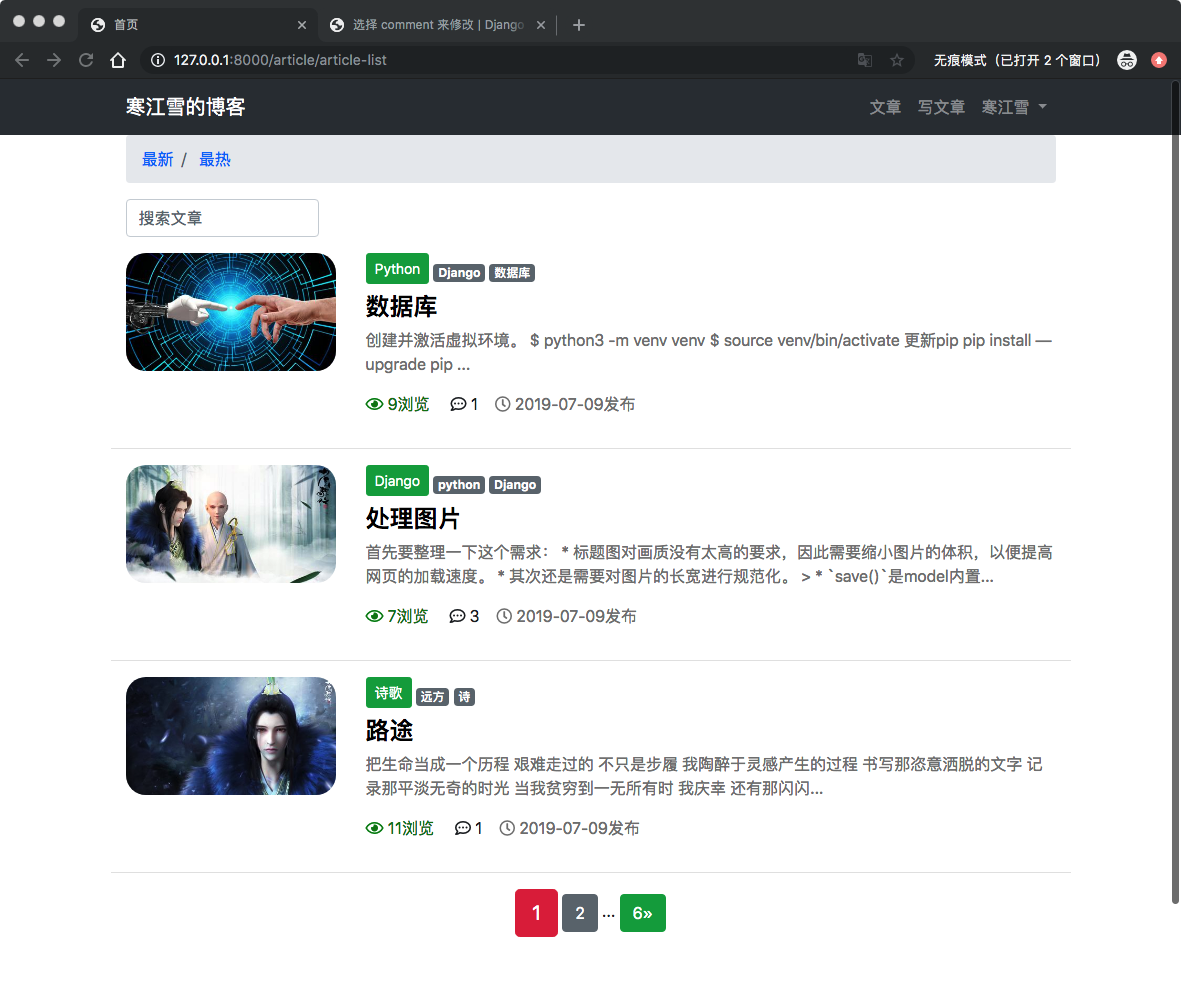 首页
选择 comment 来修改 | Django
127.0.0.1:8000/article/article-list
无痕模式（已打开 2 个窗口）
寒江雪的博客
文章 写文章 寒江雪
最新 / 最热
搜索文章
Python Django 数据库
数据库
创建并激活虚拟环境。 $ python3 -m venv venv $ source venv/bin/activate 更新pip pip install —
upgrade pip ...
9浏览 1 2019-07-09发布
Django python Django
处理图片
首先要整理一下这个需求： * 标题图对画质没有太高的要求，因此需要缩小图片的体积，以便提高
网页的加载速度。 * 其次还是需要对图片的长宽进行规范化。 > * `save()`是model内置...
7浏览 3 2019-07-09发布
诗歌 远方 诗
路途
把生命当成一个历程 艰难走过的 不只是步履 我陶醉于灵感产生的过程 书写那恣意洒脱的文字 记
录那平淡无奇的时光 当我贫穷到一无所有时 我庆幸 还有那闪闪...
11浏览 1 2019-07-09发布
1 2 ... 6»